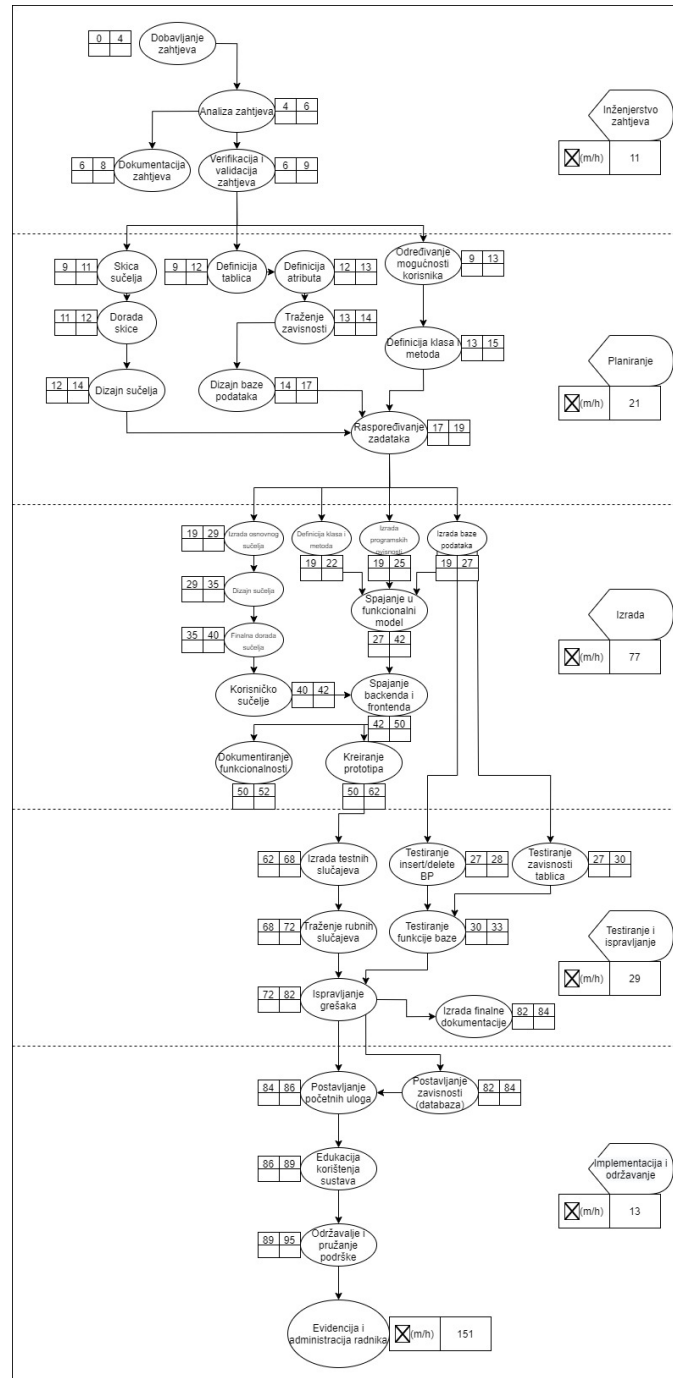 0 4
Dobavljanje
zahtjeva
Analiza zahtjeva
4 6
Inženjerstvo
zahtjeva
(m/h) 11
6 8
Dokumentacija
zahtjeva
Verifikacija i
validacija
zahtjeva
6 9
9 11
Skica
sučelja
9 12
Definicija
tablica
Definicija
atributa
12 13
Određivanje
mogućnosti
korisnika
9 13
11 12
Dorada
skice
Traženje
zavisnosti
13 14
Definicija klasa i
metoda
13 15
12 14
Dizajn sučelja
Dizajn baze
podataka
14 17
Planiranje
(m/h) 21
Raspoređivanje
zadataka
17 19
19 29
Izrada osnovnog
sučelja
Definicija klasa i
metoda
19 22
Izrada
programskih
19 25
Izrada baze
podataka
19 27
29 35
Dizajn sučelja
Spajanje u
funkcionalni
model
27 42
Izrada
(m/h) 77
35 40
Finalna dorada
sučelja
Korisničko
sučelje
40 42
Spajanje
backenda i
frontenda
42 50
Dokumentiranje
funkcionalnosti
50 52
Kreiranje
prototipa
50 62
62 68
Izrada testnih
slučajeva
Testiranje
insert/delete
BP
27 28
Testiranje
zavisnosti
tablica
27 30
68 72
Traženje rubnih
slučajeva
Testiranje
funkcije baze
30 33
Testiranje i
ispravljanje
(m/h) 29
72 82
Ispravljanje
grešaka
Izrada finalne
dokumentacije
82 84
84 86
Postavljanje
početnih uloga
Postavljanje
zavisnosti
(databaza)
82 84
86 89
Edukacija
korištenja
sustava
Implementacija i
održavanje
(m/h) 13
89 95
Održavalje i
pružanje
podrške
Evidencija i
administracija radnika
(m/h) 151